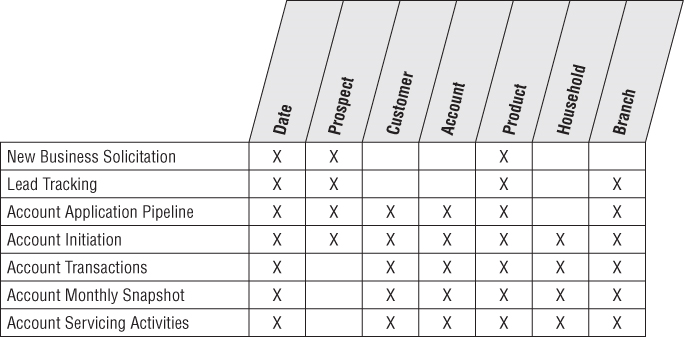 Date Prospect Customer Account Product Household Branch
New Business Solicitation X X X
Lead Tracking X X X X
Account Application Pipeline X X X X X X
Account Initiation X X X X X X X
Account Transactions X X X X X X
Account Monthly Snapshot X X X X X X
Account Servicing Activities X X X X X X